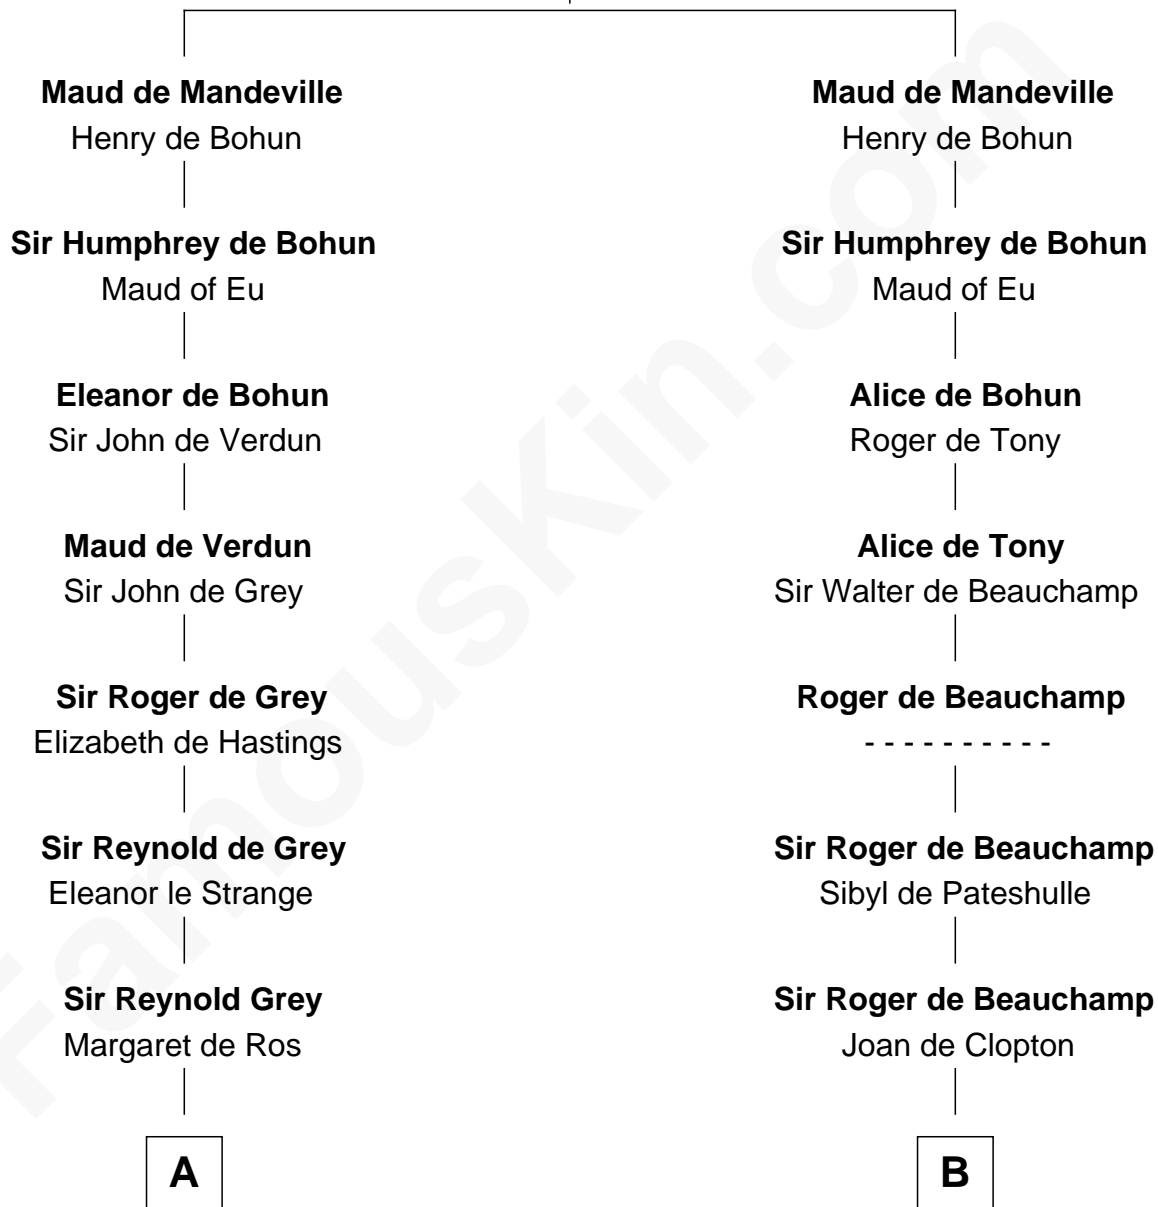 Maud de Mandeville
Henry de Bohun
Sir Humphrey de Bohun
Maud of Eu
Eleanor de Bohun
Sir John de Verdun
Maud de Verdun
Sir John de Grey
Sir Roger de Grey
Elizabeth de Hastings
Sir Reynold de Grey
Eleanor le Strange
Sir Reynold Grey
Margaret de Ros
A
Maud de Mandeville
Henry de Bohun
Sir Humphrey de Bohun
Maud of Eu
Alice de Bohun
Roger de Tony
Alice de Tony
Sir Walter de Beauchamp
Roger de Beauchamp
- - - - - - - - - -
Sir Roger de Beauchamp
Sibyl de Pateshulle
Sir Roger de Beauchamp
Joan de Clopton
B
FamousKin.com